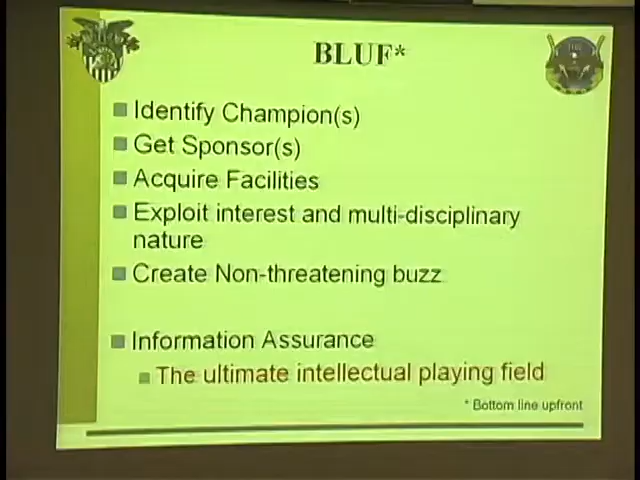 BLUF*
Identify Champion(s)
Get Sponsor(s)
Acquire Facilities
Exploit interest and multi-disciplinary
nature
Create Non-threatening buzz
Information Assurance
The ultimate intellectual playing field
* Bottom line upfront